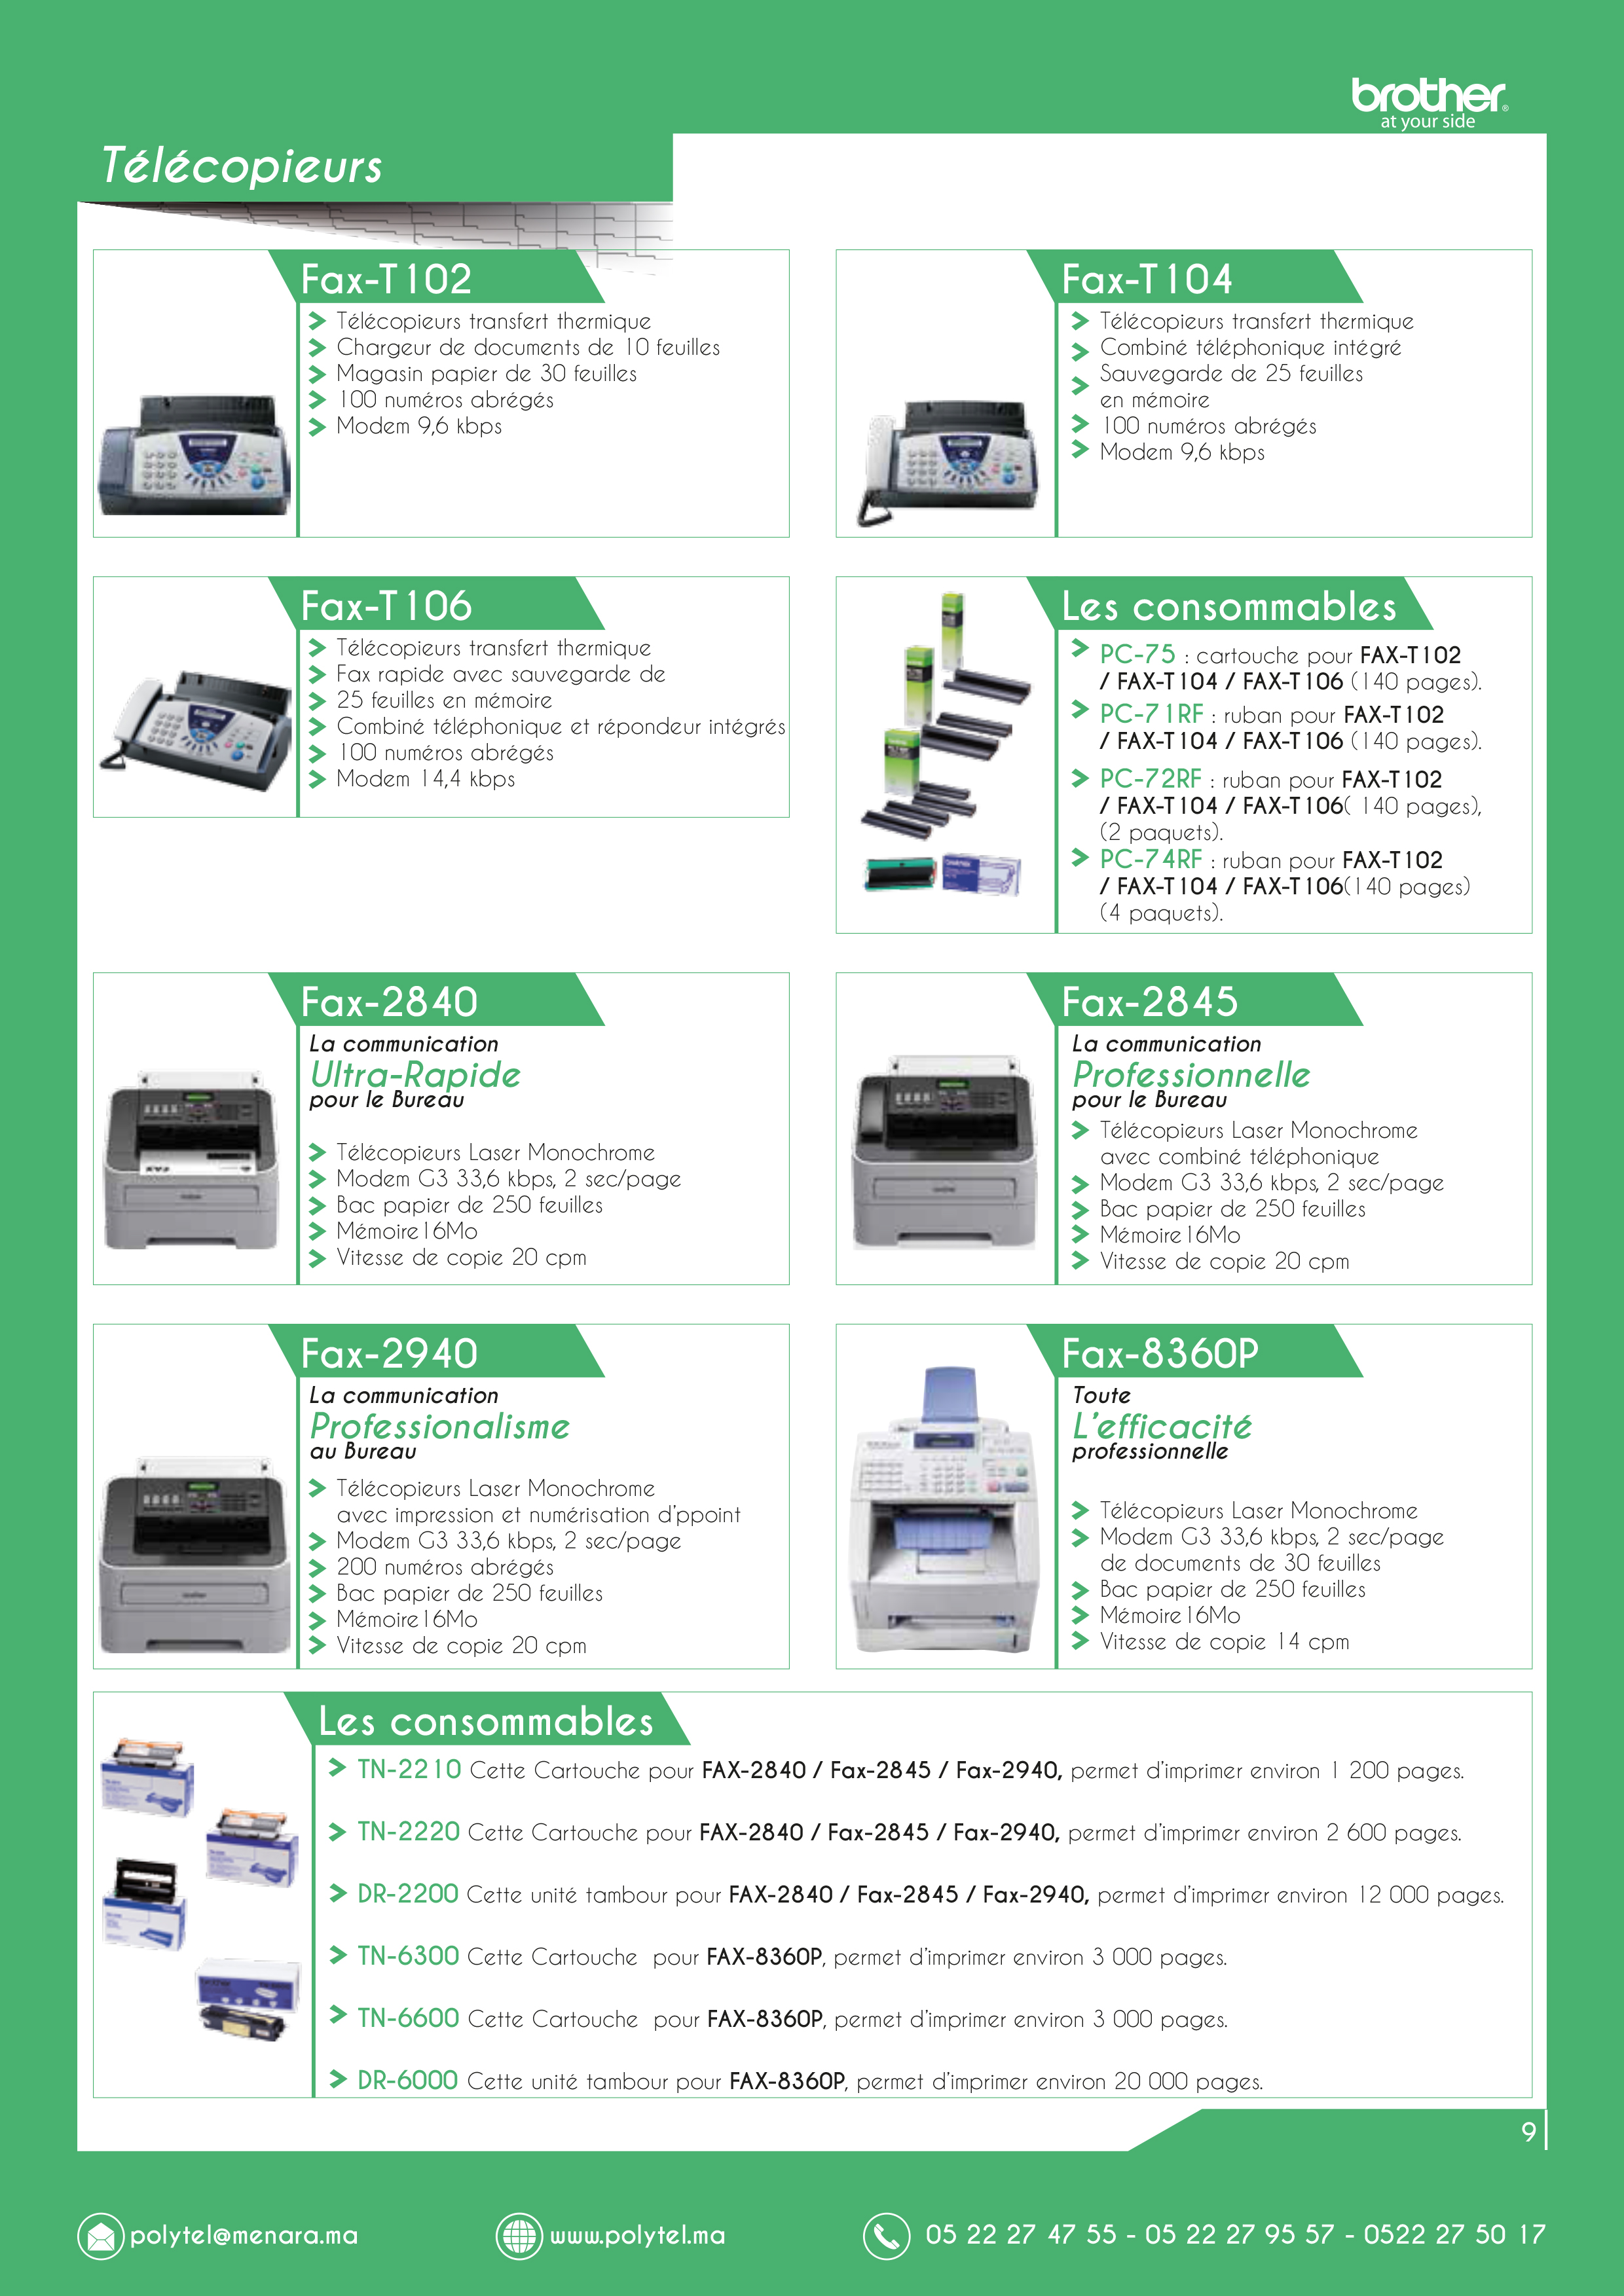 brother
at your side
Télécopieurs
Fax-T102
Télécopieurs transfert thermique
Chargeur de documents de 10 feuilles
Magasin papier de 30 feuilles
100 numéros abrégés
Modem 9,6 kbps
Fax-T104
Télécopieurs transfert thermique
Combiné téléphonique intégré
Sauvegarde de 25 feuilles
en mémoire
100 numéros abrégés
Modem 9,6 kbps
Fax-T106
Télécopieurs transfert thermique
Fax rapide avec sauvegarde de
25 feuilles en mémoire
Combiné téléphonique et répondeur intégrés
100 numéros abrégés
Modem 14,4 kbps
Les consommables
PC-75 : cartouche pour FAX-T102
/ FAX-T104 / FAX-T106 (140 pages).
PC-71RF : ruban pour FAX-T102
/ FAX-T104 / FAX-T106 (140 pages).
PC-72RF : ruban pour FAX-T102
/ FAX-T104 / FAX-T106( 140 pages),
(2 paquets).
PC-74RF : ruban pour FAX-T102
/ FAX-T104 / FAX-T106(140 pages)
(4 paquets).
Fax-2840
La communication
Ultra-Rapide
pour le Bureau
Télécopieurs Laser Monochrome
Modem G3 33,6 kbps, 2 sec/page
Bac papier de 250 feuilles
Mémoire16Mo
Vitesse de copie 20 cpm
Fax-2845
La communication
Professionnelle
pour le Bureau
Télécopieurs Laser Monochrome
avec combiné téléphonique
Modem G3 33,6 kbps, 2 sec/page
Bac papier de 250 feuilles
Mémoire16Mo
Vitesse de copie 20 cpm
Fax-2940
La communication
Professionalisme
au Bureau
Télécopieurs Laser Monochrome
avec impression et numérisation d'ppoint
Modem G3 33,6 kbps, 2 sec/page
200 numéros abrégés
Bac papier de 250 feuilles
Mémoire16Mo
Vitesse de copie 20 cpm
Fax-8360P
Toute
L'efficacité
professionnelle
Télécopieurs Laser Monochrome
Modem G3 33,6 kbps, 2 sec/page
de documents de 30 feuilles
Bac papier de 250 feuilles
Mémoire16Mo
Vitesse de copie 14 cpm
Les consommables
TN-2210 Cette Cartouche pour FAX-2840 / Fax-2845 / Fax-2940, permet d'imprimer environ 1 200 pages.
TN-2220 Cette Cartouche pour FAX-2840 / Fax-2845 / Fax-2940, permet d'imprimer environ 2 600 pages.
DR-2200 Cette unité tambour pour FAX-2840 / Fax-2845 / Fax-2940, permet d'imprimer environ 12 000 pages.
TN-6300 Cette Cartouche pour FAX-8360P, permet d'imprimer environ 3 000 pages.
TN-6600 Cette Cartouche pour FAX-8360P, permet d'imprimer environ 3 000 pages.
DR-6000 Cette unité tambour pour FAX-8360P, permet d'imprimer environ 20 000 pages.
9
polytel@menara.ma
www.polytel.ma
05 22 27 47 55 - 05 22 27 95 57 - 0522 27 50 17